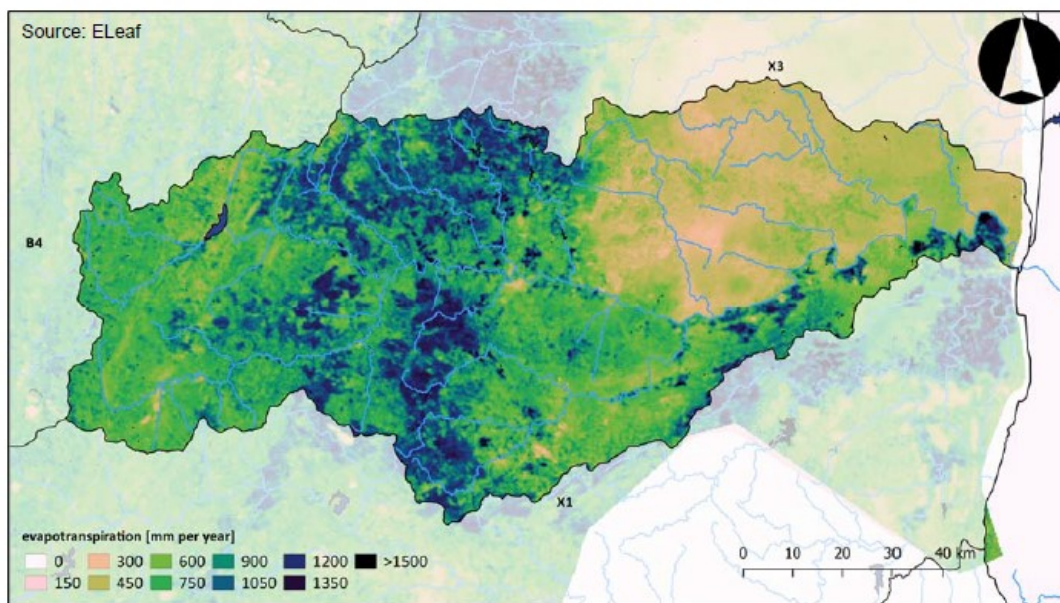 Source: ELeaf
X3
B4
X1
evapotranspiration [mm per year]
0 300 600 900 1200 >1500
150 450 750 1050 1350
0 10 20 30 40 km